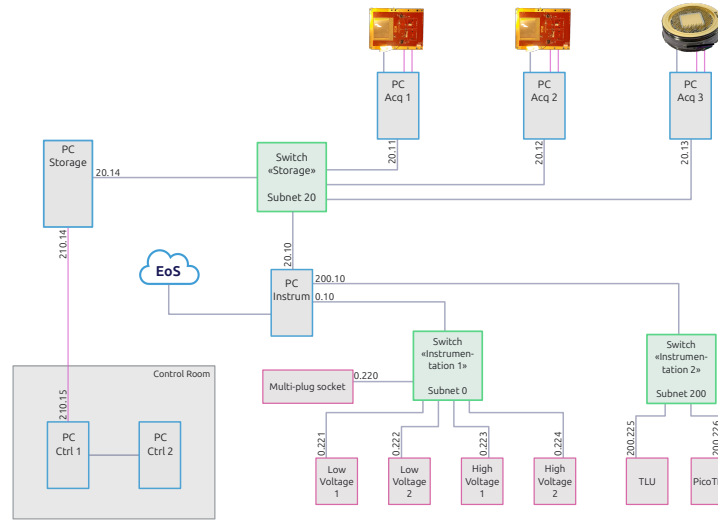 PC
Acq 1
PC
Acq 2
PC
Acq 3
20.11
20.12
20.13
PC
Storage
20.14
Switch
«Storage»
Subnet 20
210.14
20.10
EoS
PC
Instrum
200.10
0.10
Switch
«Instrumen-
tation 1»
Subnet 0
Switch
«Instrumen-
tation 2»
Subnet 200
Control Room
Multi-plug socket
0.220
210.15
PC
Ctrl 1
PC
Ctrl 2
0.221
0.222
0.223
0.224
200.225
200.226
Low
Voltage
1
Low
Voltage
2
High
Voltage
1
High
Voltage
2
TLU